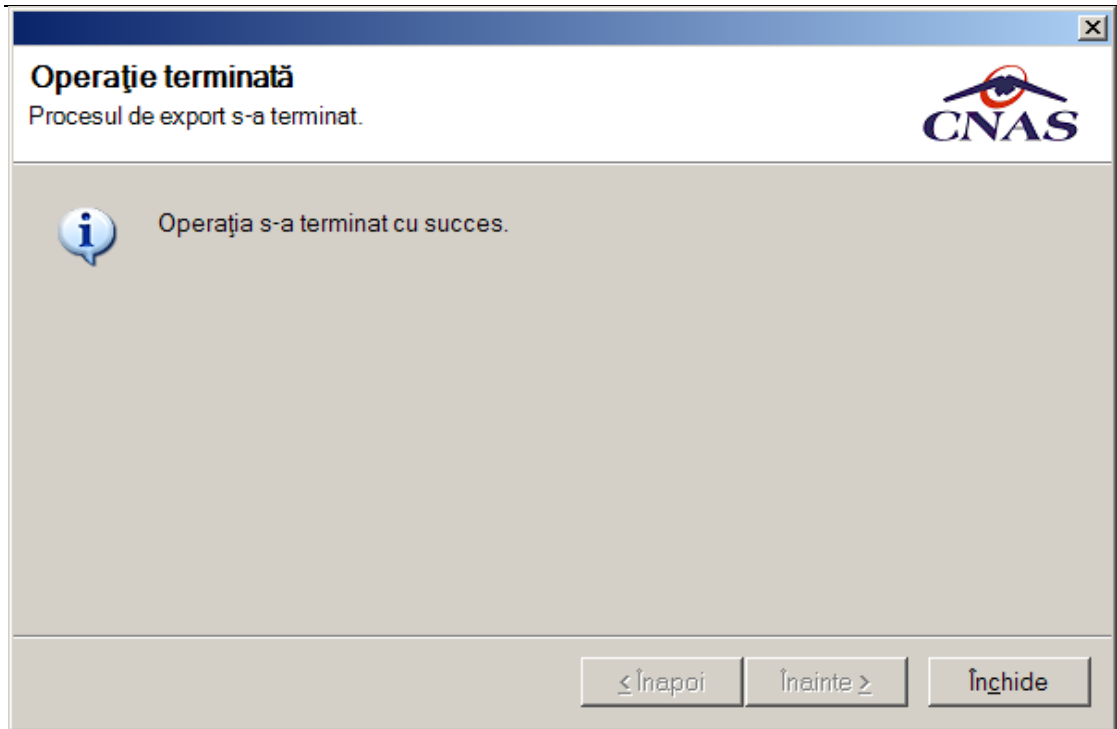 Operaţie terminată
Procesul de export s-a terminat.
CNAS
Operaţia s-a terminat cu succes.
< Înapoi
Înainte >
Închide